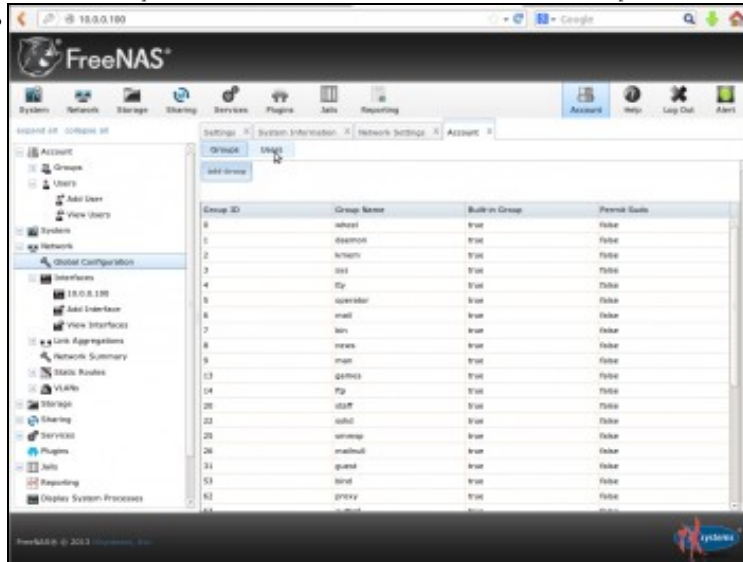 10.0.0.100
Google
FreeNAS®
System Network Storage Sharing Services Plugins Jails Reporting Account Help Log Out Alert
expand all collapse all
Settings X System Information X Network Settings X Account X
Groups Users
Add Group
Account
Groups
Users
Add User
View Users
System
Network
Global Configuration
Interfaces
10.0.0.100
Add Interface
View Interfaces
Link Aggregations
Network Summary
Static Routes
VLANs
Storage
Sharing
Services
Plugins
Jails
Reporting
Display System Processes
Group ID Group Name Built-in Group Permit Sudo
0 wheel true false
1 daemon true false
2 kmem true false
3 sys true false
4 tty true false
5 operator true false
6 mail true false
7 bin true false
8 news true false
9 man true false
13 games true false
14 ftp true false
20 staff true false
22 sshd true false
25 smmsp true false
26 mailnull true false
31 guest true false
53 bind true false
62 proxy true false
FreeNAS® © 2013
systems